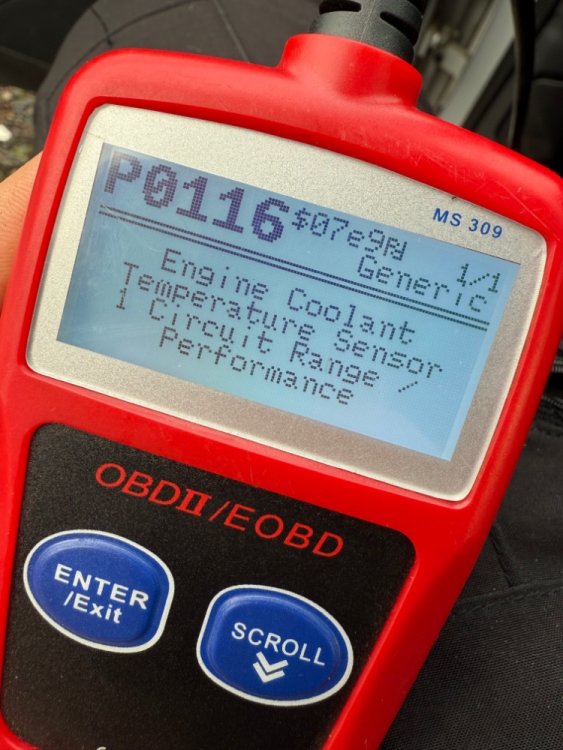 MS 309
P0116 $07e9 Pd 1/1
Generic
Engine Coolant
Temperature Sensor
1 Circuit Range /
Performance
OBDII/EOBD
ENTER
/Exit
SCROLL